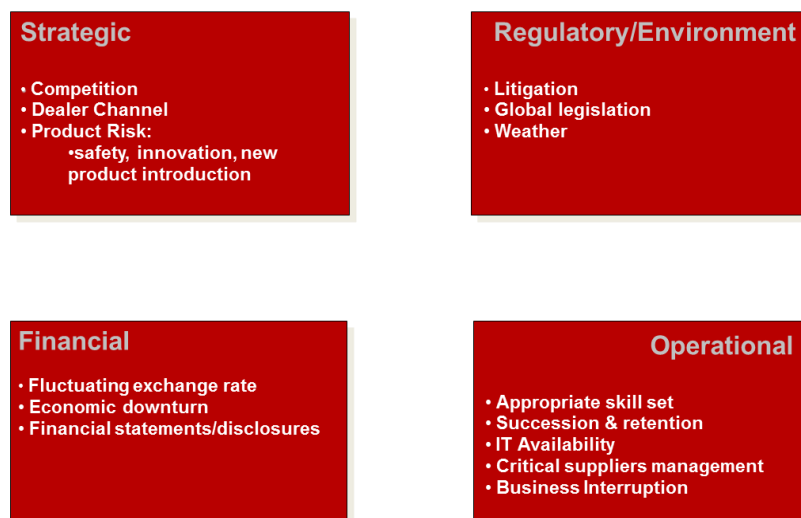 Strategic
• Competition
• Dealer Channel
• Product Risk:
•safety, innovation, new
product introduction
Regulatory/Environment
• Litigation
• Global legislation
• Weather
Financial
• Fluctuating exchange rate
• Economic downturn
• Financial statements/disclosures
Operational
• Appropriate skill set
• Succession & retention
• IT Availability
• Critical suppliers management
• Business Interruption